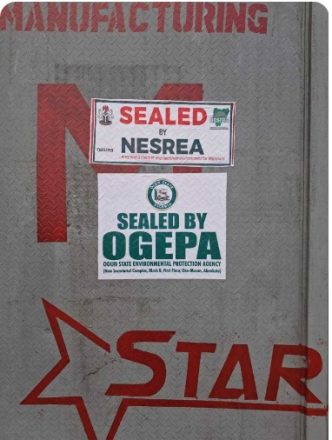 MANUFACTURING
M
SEALED
BY
NESREA
SEALED BY
OGEPA
OGUN STATE ENVIRONMENTAL PROTECTION AGENCY
STAR